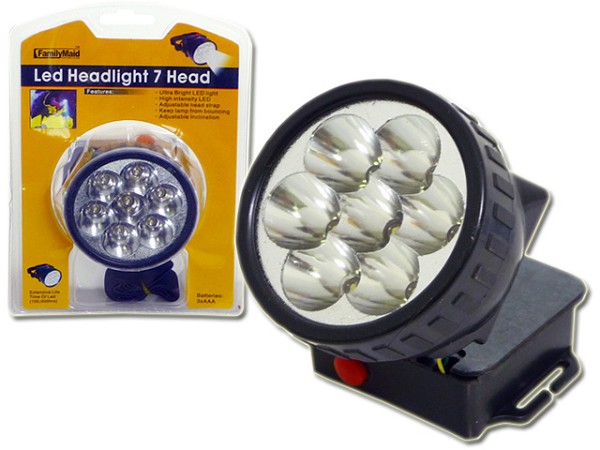 FamilyMaid
Led Headlight 7 Head
Features:
· Ultra Bright LED light
· High intensity LED
· Adjustable head strap
· Keep lamp from bouncing
· Adjustable Inclination
Extensive Life
Time Of Led
(100,000hrs)
Batteries:
3xAAA